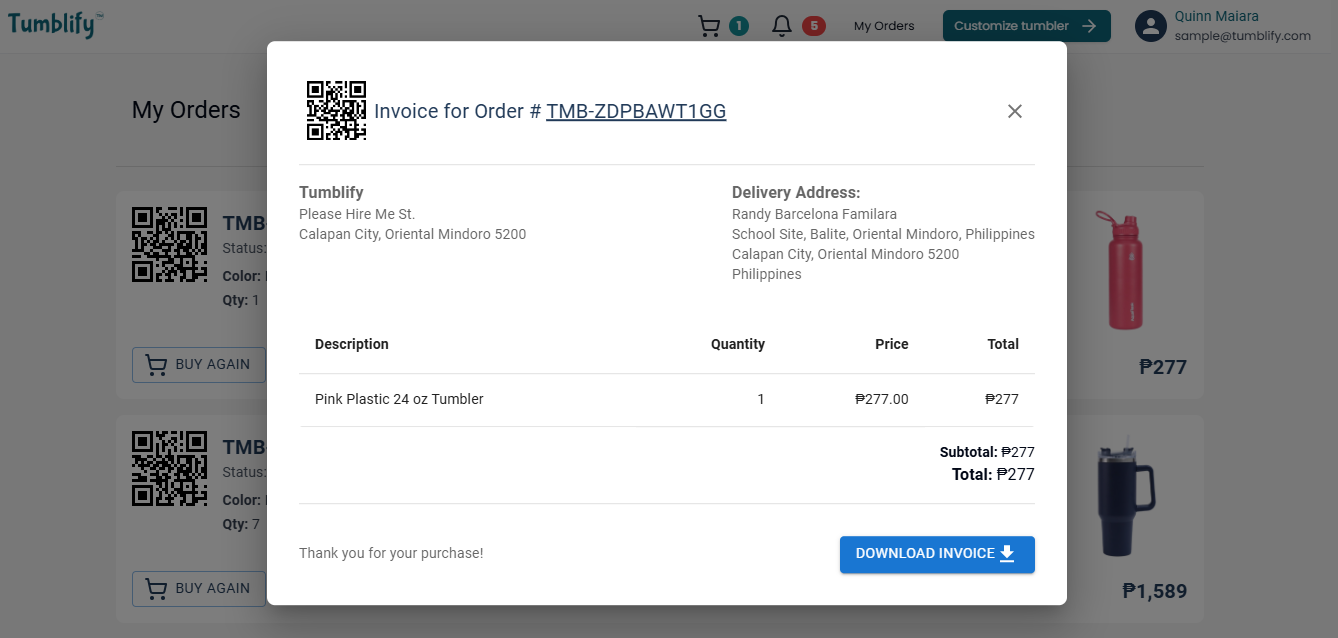 Tumblify™
1
5
My Orders
Customize tumbler
Quinn Maiara
sample@tumblify.com
My Orders
Invoice for Order # TMB-ZDPBAWT1GG
Tumblify
Please Hire Me St.
Calapan City, Oriental Mindoro 5200
Delivery Address:
Randy Barcelona Familara
School Site, Balite, Oriental Mindoro, Philippines
Calapan City, Oriental Mindoro 5200
Philippines
Description Quantity Price Total
Pink Plastic 24 oz Tumbler 1 ₱277.00 ₱277
Subtotal: ₱277
Total: ₱277
Thank you for your purchase!
DOWNLOAD INVOICE
TMB-
Status:
Color:
Qty: 1
BUY AGAIN
₱277
TMB-
Status:
Color:
Qty: 7
BUY AGAIN
₱1,589